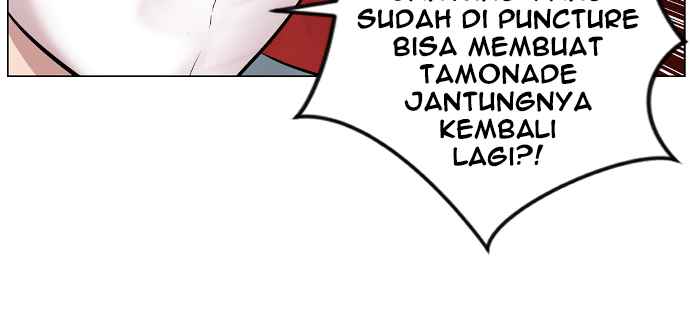 SUDAH DI PUNCTURE
BISA MEMBUAT
TAMONADE
JANTUNGNYA
KEMBALI
LAGI?!